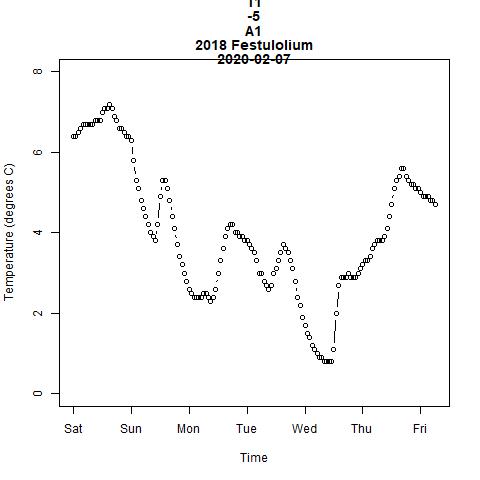 T1
-5
A1
2018 Festulolium
2020-02-07
Temperature (degrees C)
8
6
4
2
0
Sat Sun Mon Tue Wed Thu Fri
Time